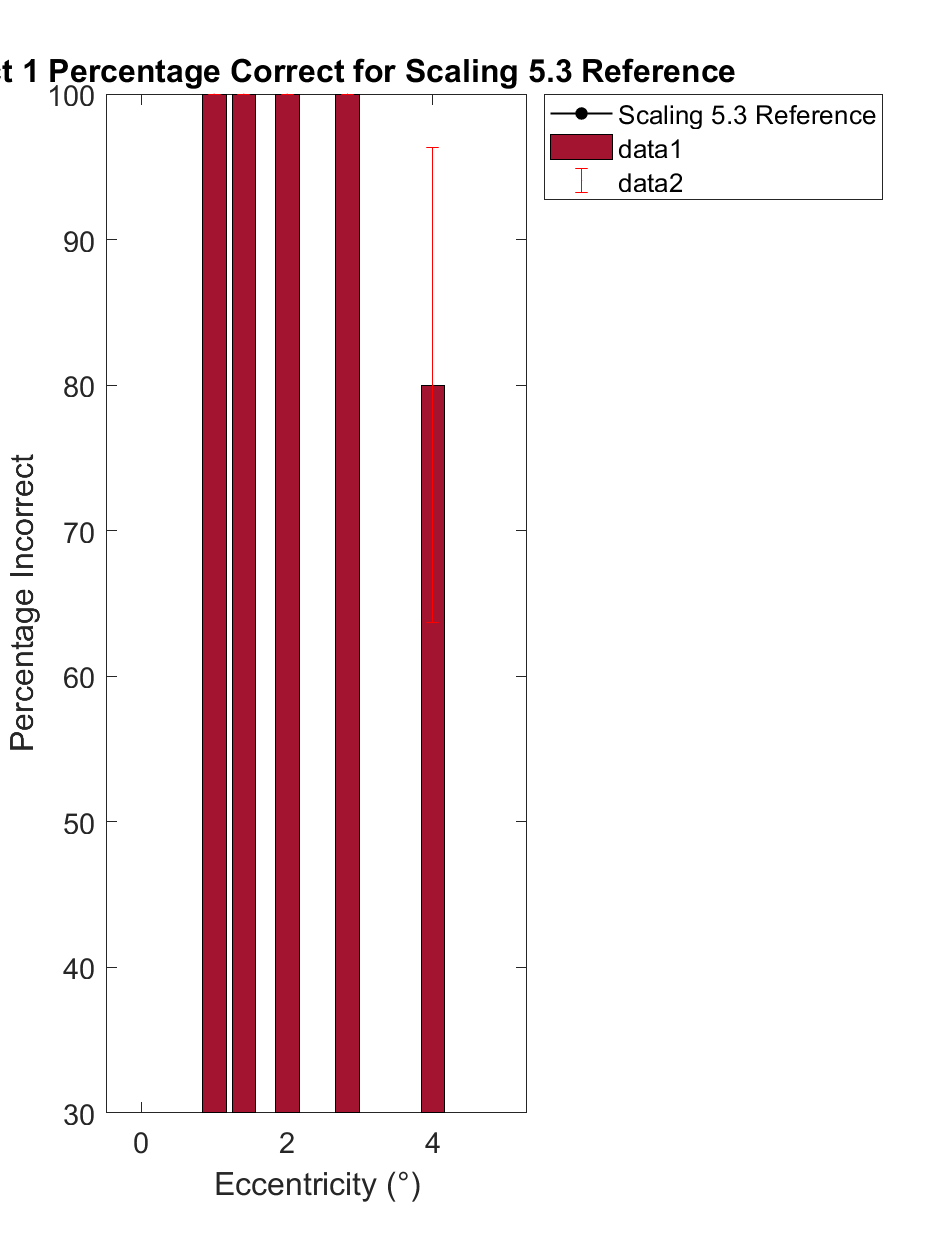 t 1 Percentage Correct for Scaling 5.3 Reference
Scaling 5.3 Reference
data1
data2
100
90
80
70
60
50
40
30
Percentage Incorrect
0 2 4
Eccentricity (°)